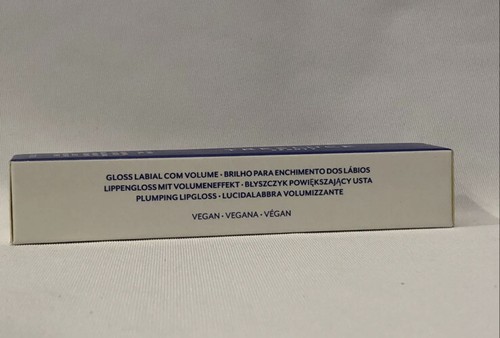 GLOSS LABIAL COM VOLUME • BRILHO PARA ENCHIMENTO DOS LÁBIOS
LIPPENGLOSS MIT VOLUMENEFFEKT • BŁYSZCZYK POWIĘKSZAJĄCY USTA
PLUMPING LIPGLOSS • LUCIDALABBRA VOLUMIZZANTE
VEGAN • VEGANA • VÉGAN